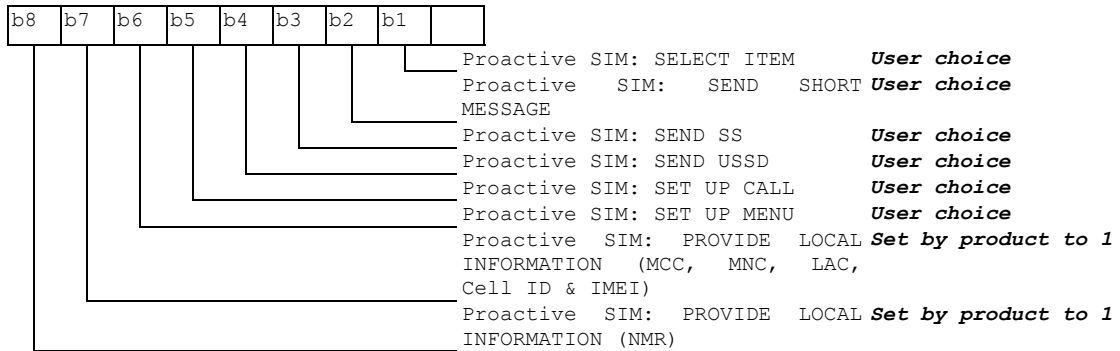 b8 b7 b6 b5 b4 b3 b2 b1
Proactive SIM: SELECT ITEM User choice
Proactive SIM: SEND SHORT User choice
MESSAGE
Proactive SIM: SEND SS User choice
Proactive SIM: SEND USSD User choice
Proactive SIM: SET UP CALL User choice
Proactive SIM: SET UP MENU User choice
Proactive SIM: PROVIDE LOCAL Set by product to 1
INFORMATION (MCC, MNC, LAC,
Cell ID & IMEI)
Proactive SIM: PROVIDE LOCAL Set by product to 1
INFORMATION (NMR)